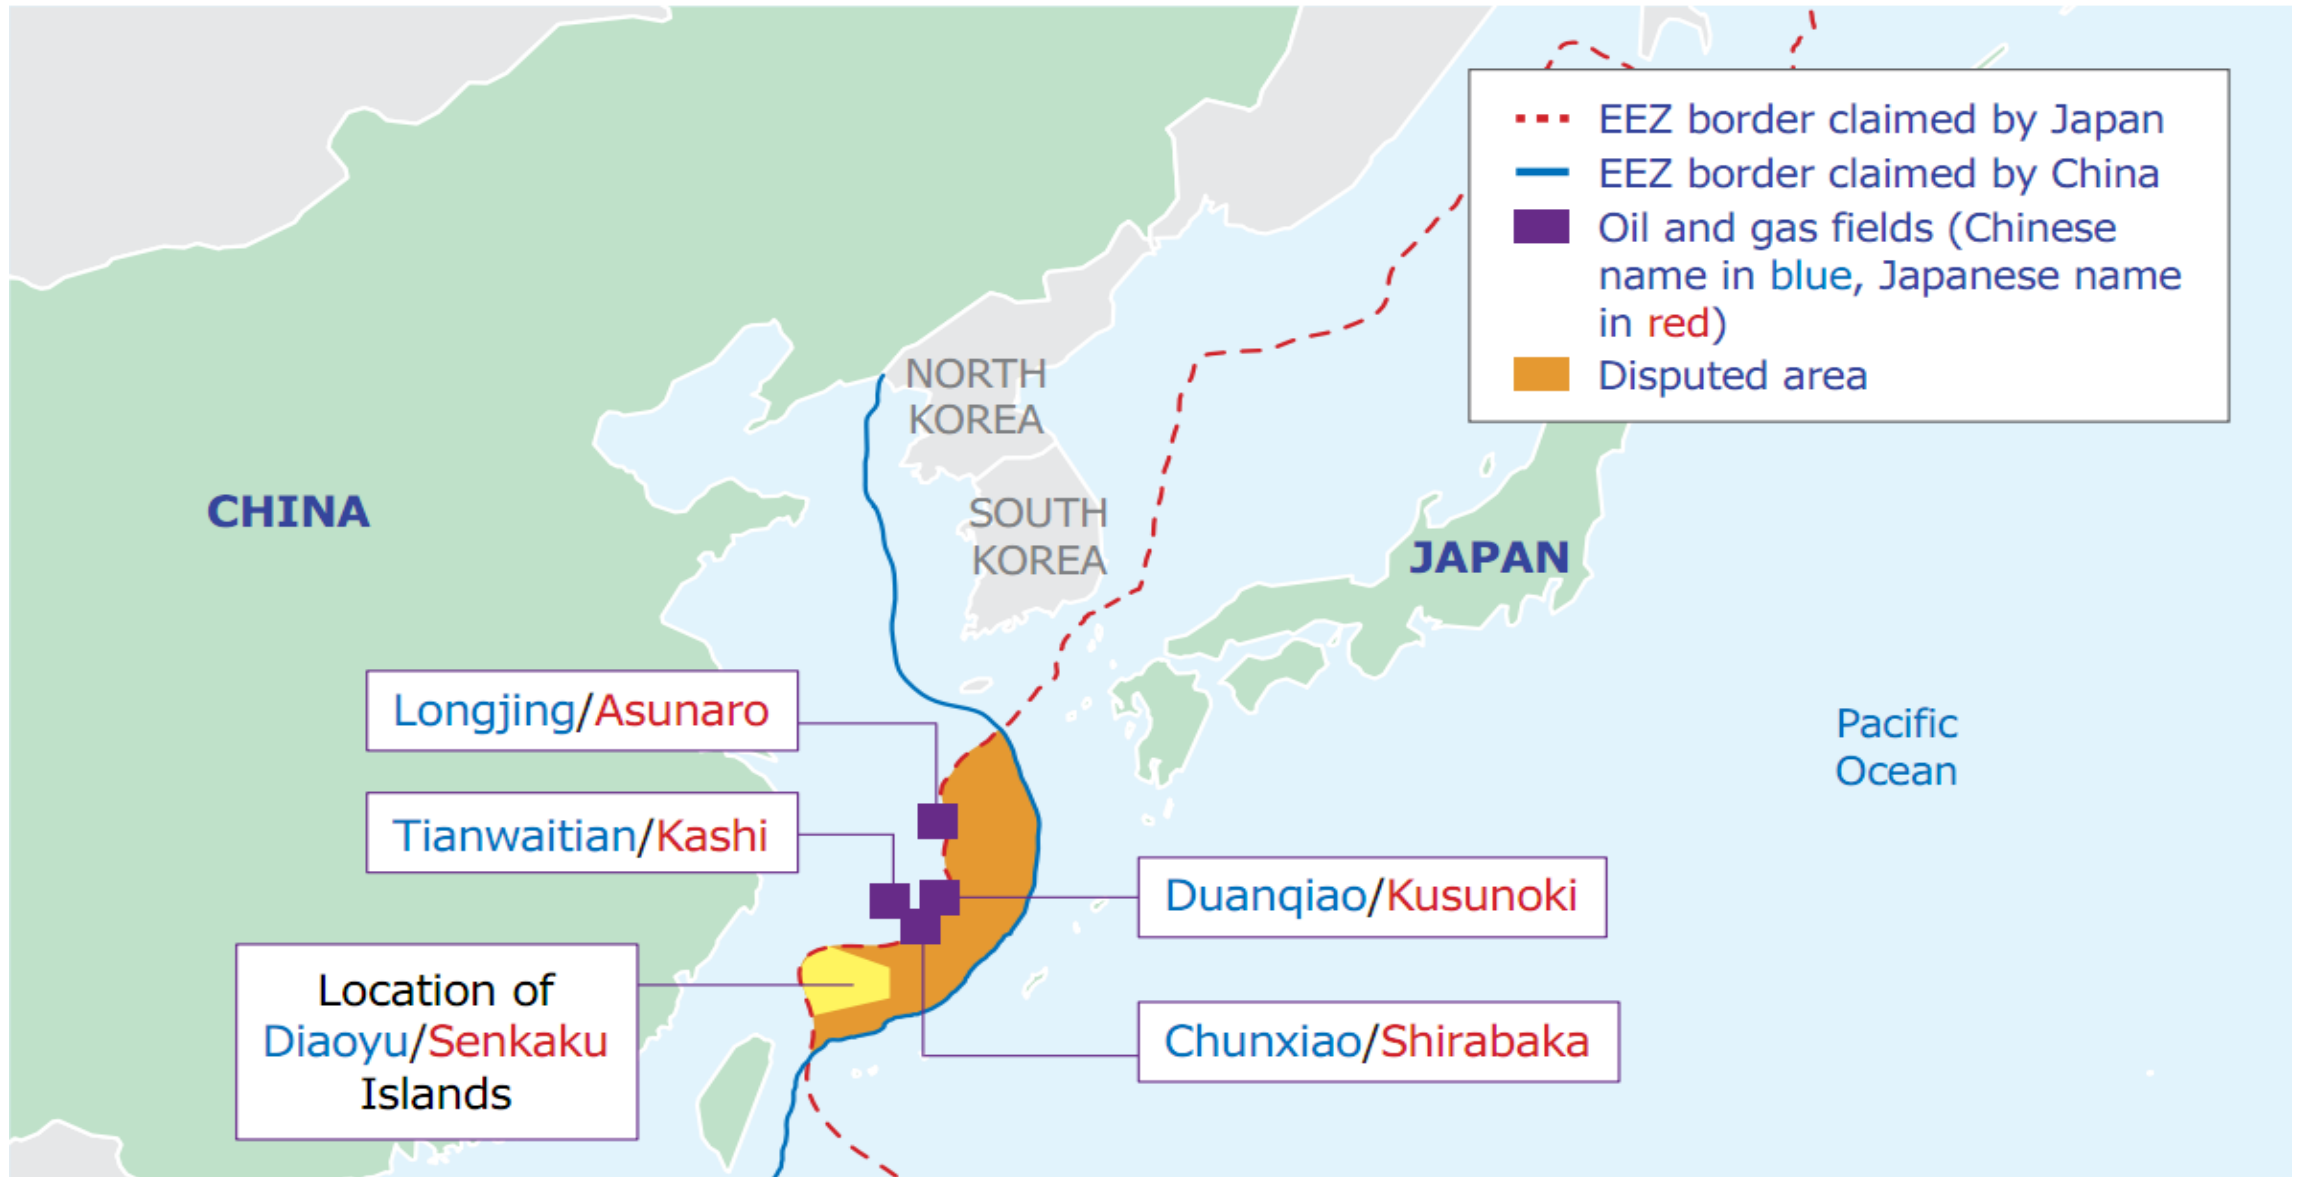 EEZ border claimed by Japan
EEZ border claimed by China
Oil and gas fields (Chinese
name in blue, Japanese name
in red)
Disputed area
NORTH
KOREA
CHINA
SOUTH
KOREA
JAPAN
Longjing/Asunaro
Pacific
Ocean
Tianwaitian/Kashi
Duanqiao/Kusunoki
Location of
Diaoyu/Senkaku
Islands
Chunxiao/Shirabaka